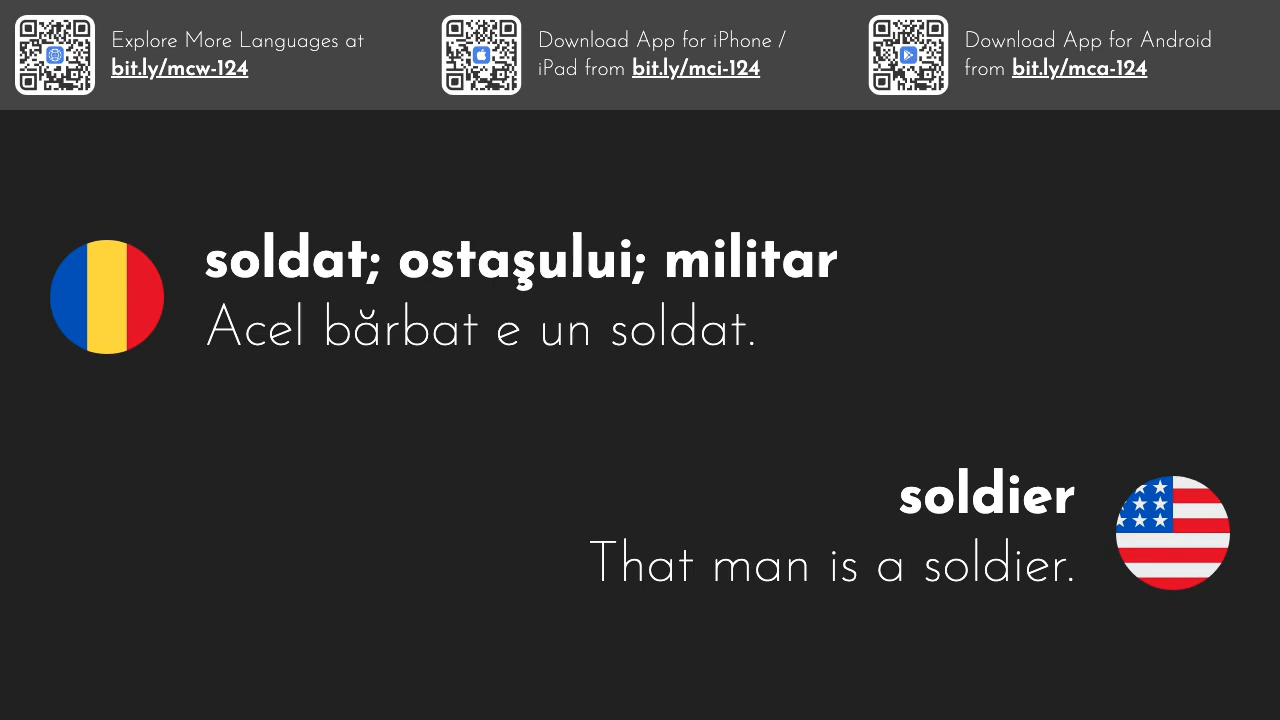 Explore More Languages at
bit.ly/mcw-124
Download App for iPhone /
iPad from bit.ly/mci-124
Download App for Android
from bit.ly/mca-124
soldat; ostaşului; militar
Acel bărbat e un soldat.
soldier
That man is a soldier.